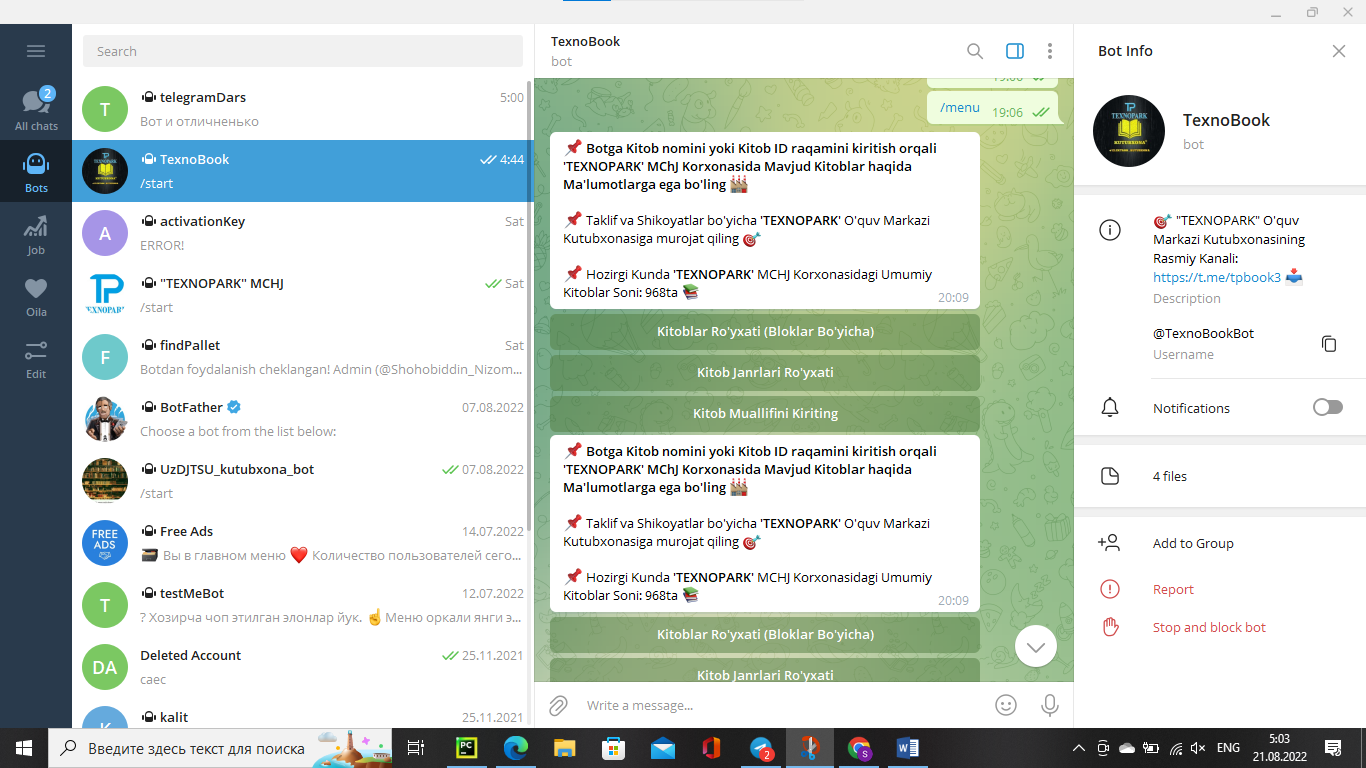 2
All chats
Bots
Job
Oila
Edit
Search
T
telegramDars
5:00
Вот и отличненько
TexnoBook
4:44
/start
A
activationKey
Sat
ERROR!
TP
"TEXNOPARK" MCHJ
Sat
/start
F
findPallet
Sat
Botdan foydalanish cheklangan! Admin (@Shohobiddin_Nizom...
BotFather
07.08.2022
Choose a bot from the list below:
UzDJTSU_kutubxona_bot
07.08.2022
/start
FREE
ADS
Free Ads
14.07.2022
Вы в главном меню ❤️ Количество пользователей сего...
T
testMeBot
12.07.2022
? Хозирча чоп этилган элонлар йук. ☝️Меню оркали янги э...
DA
Deleted Account
25.11.2021
саес
kalit
25.11.2021
TexnoBook
bot
/menu
19:06
📌 Botga Kitob nomini yoki Kitob ID raqamini kiritish orqali
'TEXNOPARK' MChJ Korxonasida Mavjud Kitoblar haqida
Ma'lumotlarga ega bo'ling 🏭
📌 Taklif va Shikoyatlar bo'yicha 'TEXNOPARK' O'quv Markazi
Kutubxonasiga murojat qiling 🎯
📌 Hozirgi Kunda 'TEXNOPARK' MCHJ Korxonasidagi Umumiy
Kitoblar Soni: 968ta 📚
20:09
Kitoblar Ro'yxati (Bloklar Bo'yicha)
Kitob Janrlari Ro'yxati
Kitob Muallifini Kiriting
📌 Botga Kitob nomini yoki Kitob ID raqamini kiritish orqali
'TEXNOPARK' MChJ Korxonasida Mavjud Kitoblar haqida
Ma'lumotlarga ega bo'ling 🏭
📌 Taklif va Shikoyatlar bo'yicha 'TEXNOPARK' O'quv Markazi
Kutubxonasiga murojat qiling 🎯
📌 Hozirgi Kunda 'TEXNOPARK' MCHJ Korxonasidagi Umumiy
Kitoblar Soni: 968ta 📚
20:09
Kitoblar Ro'yxati (Bloklar Bo'yicha)
Kitob Janrlari Ro'yxati
Write a message...
Bot Info
TP
TEXNOPARK
TexnoBook
bot
🎯 "TEXNOPARK" O'quv
Markazi Kutubxonasining
Rasmiy Kanali:
https://t.me/tpbook3 📥
Description
@TexnoBookBot
Username
Notifications
4 files
Add to Group
Report
Stop and block bot
Введите здесь текст для поиска
PC
2
S
W
ENG
5:03
21.08.2022